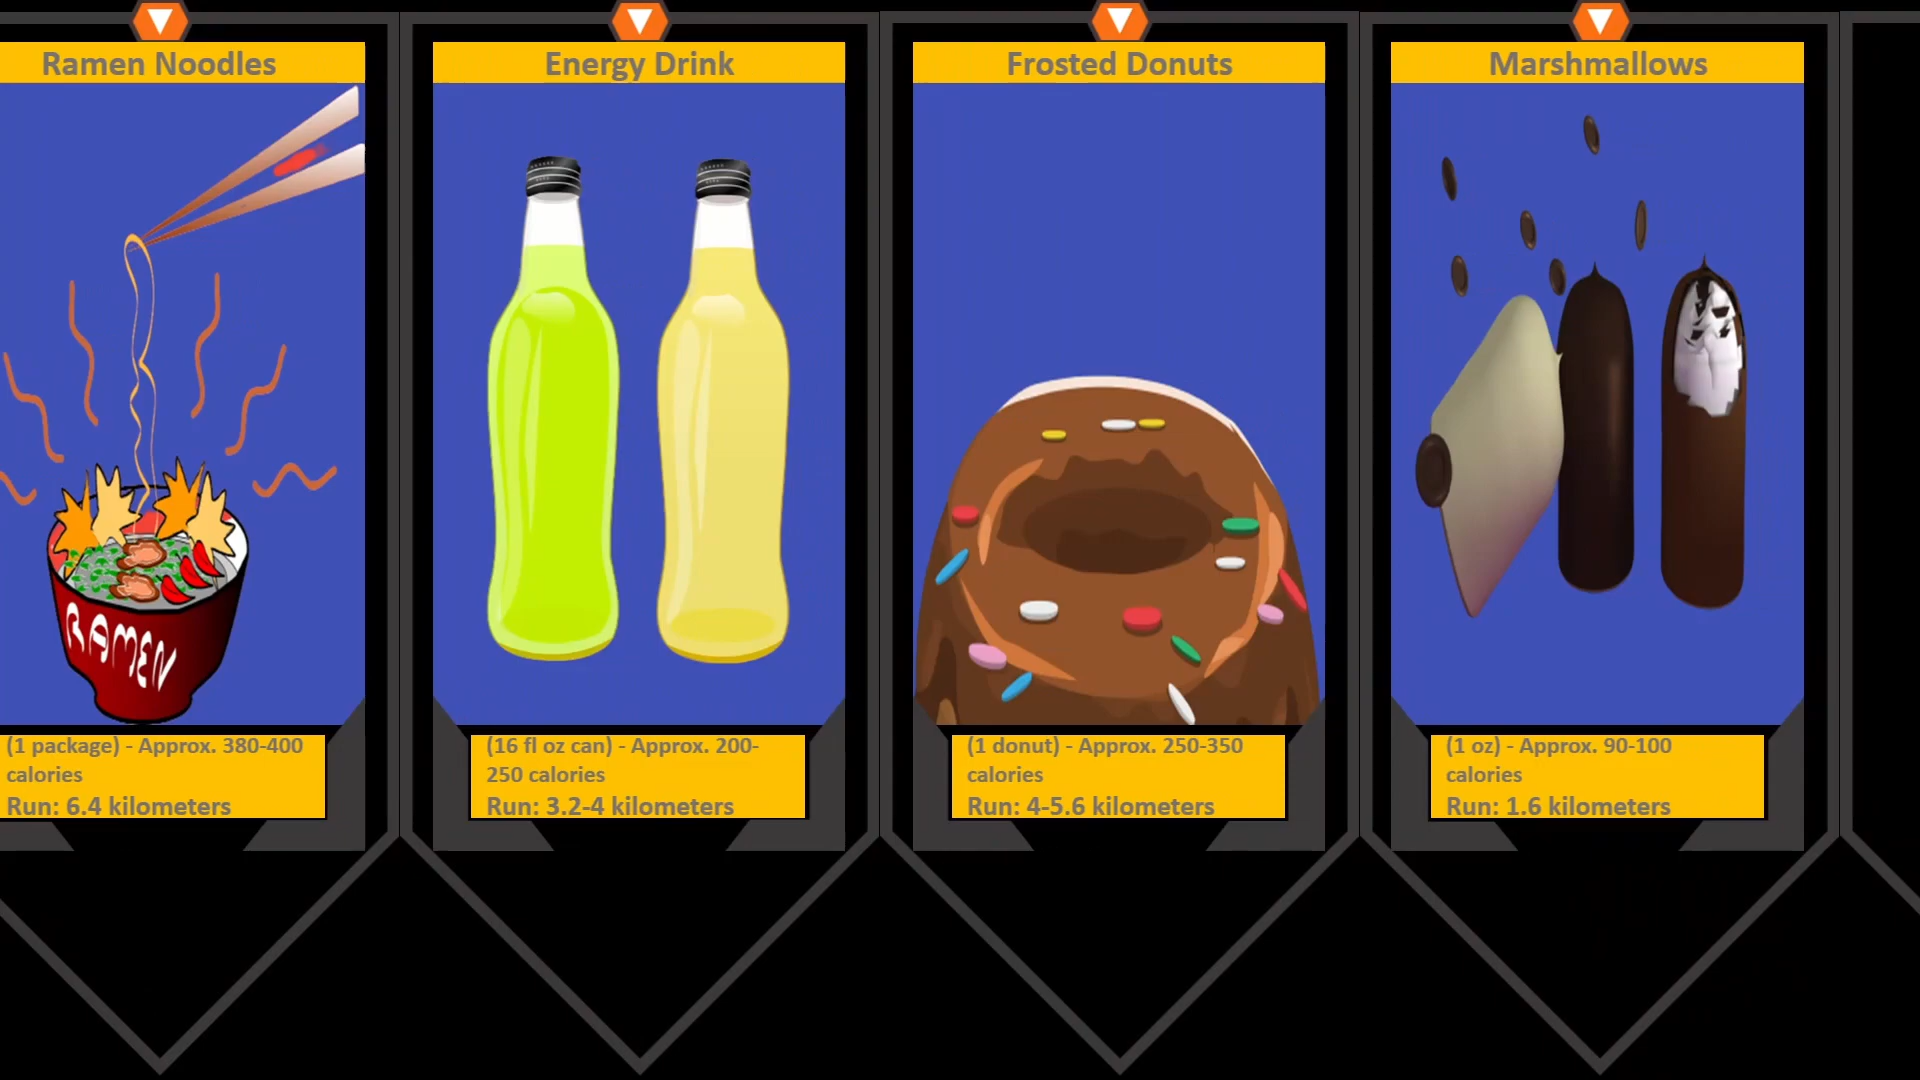 Ramen Noodles
RAMEN
(1 package) - Approx. 380-400
calories
Run: 6.4 kilometers
Energy Drink
(16 fl oz can) - Approx. 200-
250 calories
Run: 3.2-4 kilometers
Frosted Donuts
(1 donut) - Approx. 250-350
calories
Run: 4-5.6 kilometers
Marshmallows
(1 oz) - Approx. 90-100
calories
Run: 1.6 kilometers